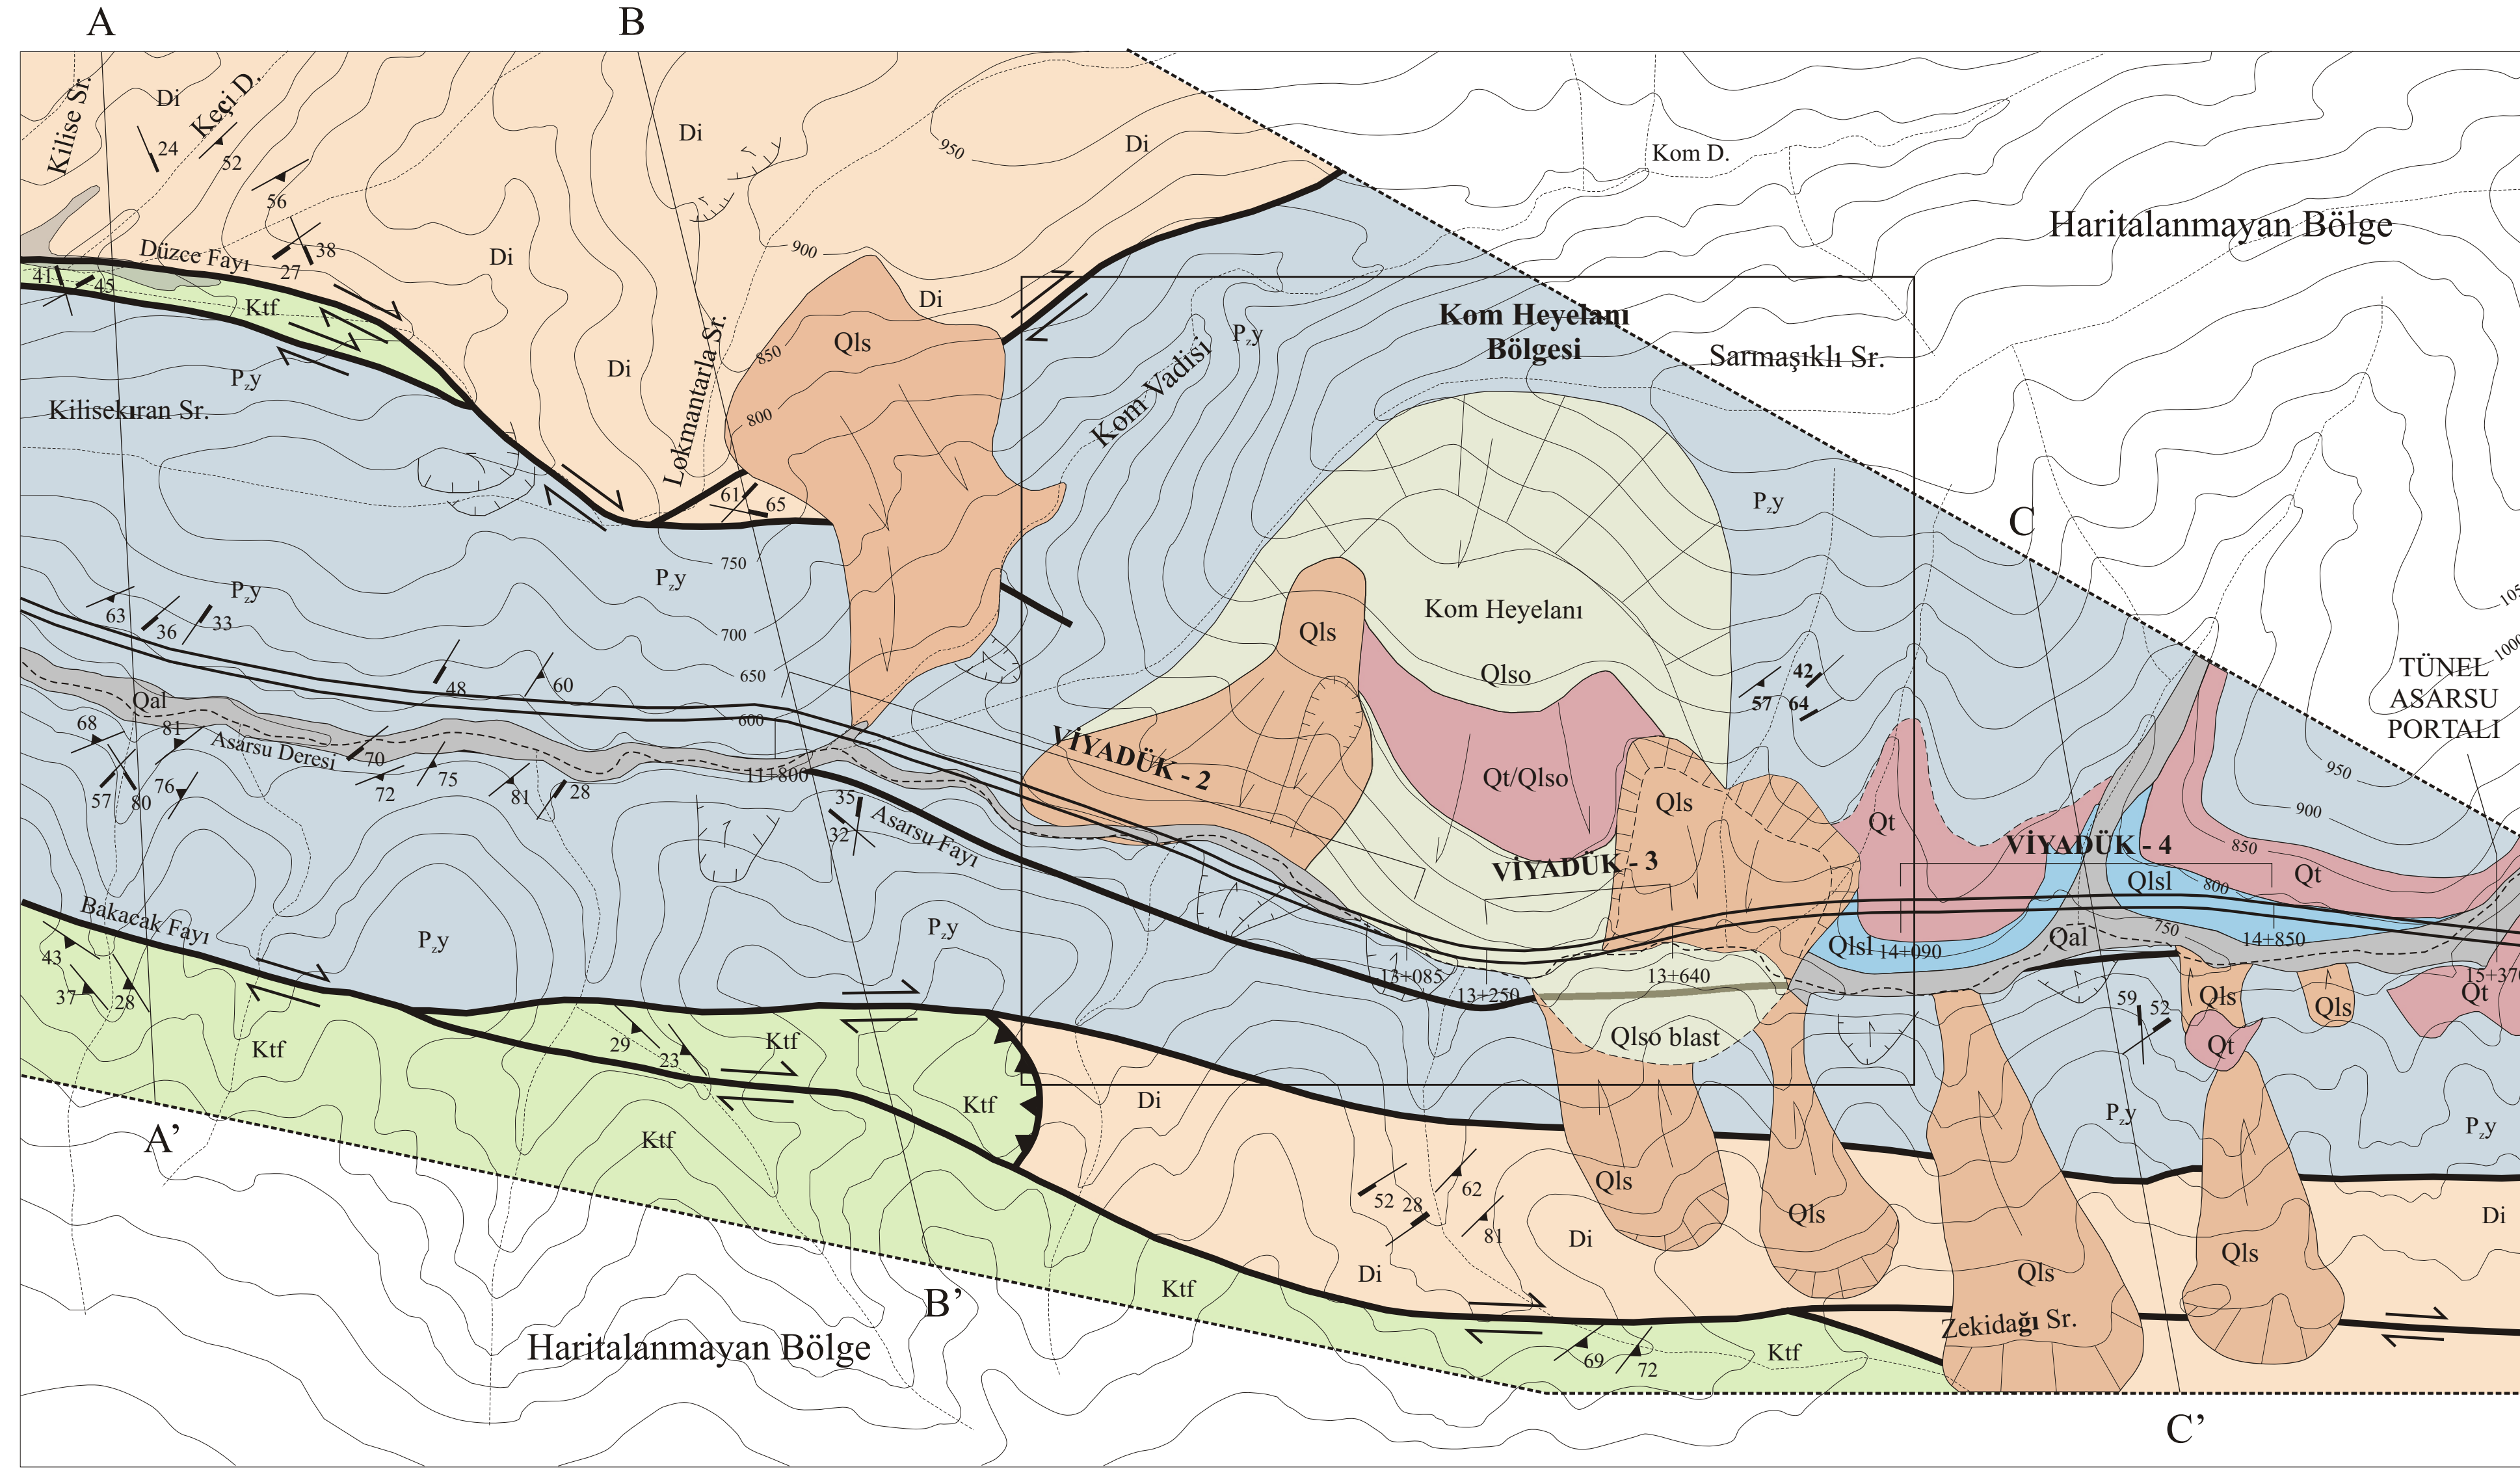 A
B
Kilise Sr.
Di
Keçi D.
24
52
56
38
27
Düzce Fayı
41
45
Ktf
Di
Di
Di
950
Di
900
Di
Lokmantarla Sr.
850
Qls
800
61
65
Kom D.
Haritalanmayan Bölge
Kom Vadisi
Pzy
Kom Heyelanı
Bölgesi
Sarmaşıklı Sr.
Pzy
Kilisekıran Sr.
Pzy
C
Pzy
750
Pzy
63
36
33
700
650
600
48
60
Kom Heyelanı
Qls
Qlso
42
57
64
105
1000
TÜNEL
ASARSU
PORTALI
Qal
68
81
Asarsu Deresi
70
72
75
81
28
57
80
76
11+800
35
32
Asarsu Fayı
VİYADÜK - 2
Qt/Qlso
Qls
VİYADÜK - 3
Qt
VİYADÜK - 4
950
900
850
Qt
Qlsl
800
Bakacak Fayı
Pzy
Pzy
43
37
28
13+085
13+250
13+640
Qlsl
14+090
Qal
750
14+850
15+370
Qt
Qls
Qls
Qt
59
52
Qlso blast
Ktf
29
23
Ktf
Ktf
Di
Ktf
Pzy
Pzy
A’
52
28
62
81
Qls
Qls
Di
Di
Di
Qls
Qls
Ktf
B’
Haritalanmayan Bölge
Zekidağı Sr.
69
72
Ktf
C’